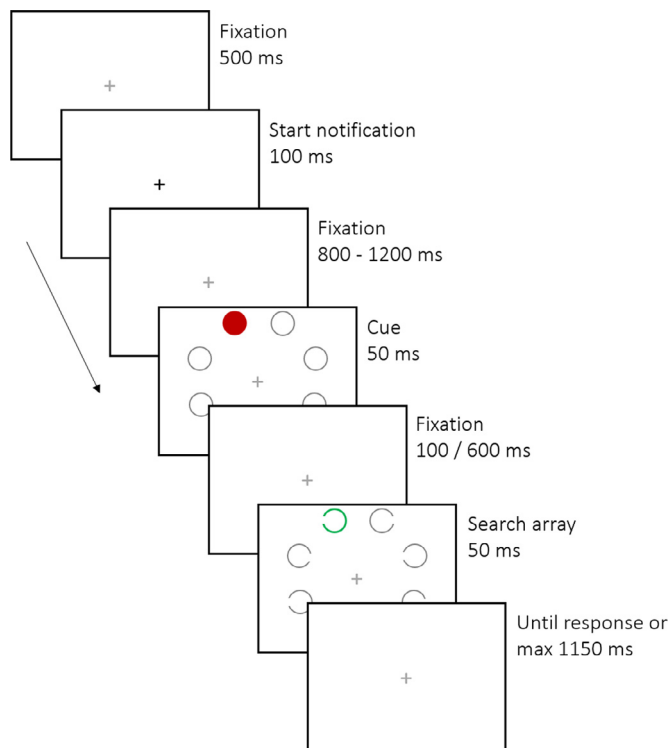 Fixation
500 ms
Start notification
100 ms
Fixation
800 - 1200 ms
Cue
50 ms
Fixation
100 / 600 ms
Search array
50 ms
Until response or
max 1150 ms